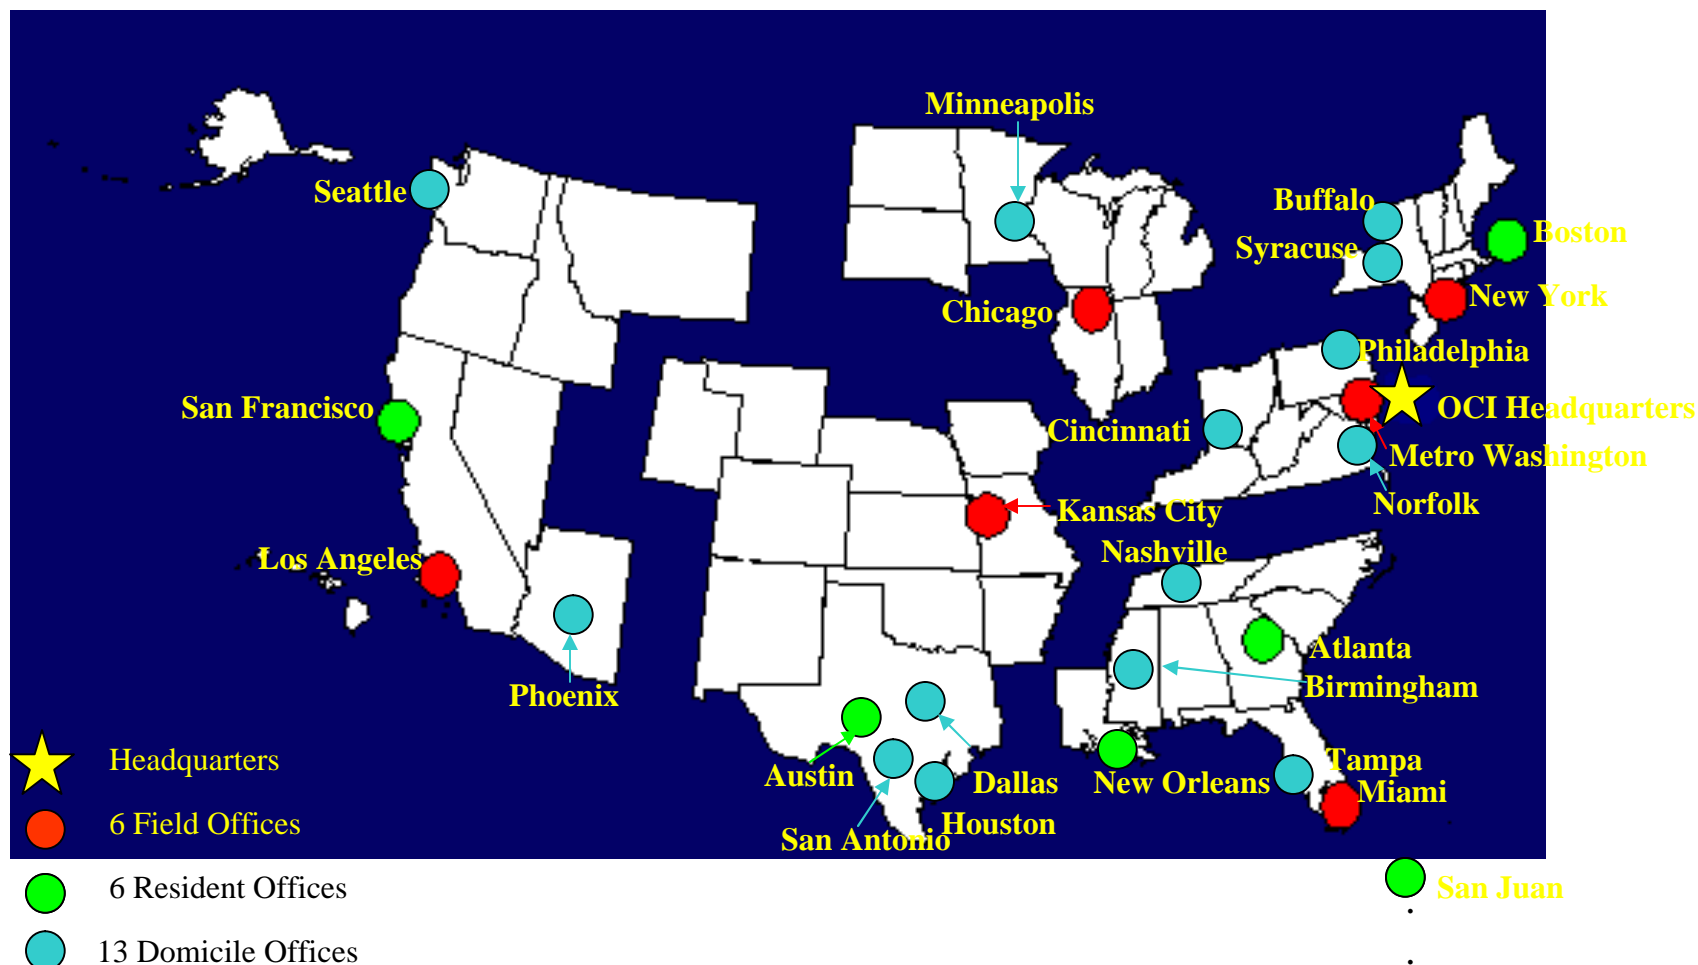 Minneapolis
Seattle
Buffalo
Boston
Syracuse
New York
Chicago
Philadelphia
San Francisco
OCI Headquarters
Cincinnati
Metro Washington
Norfolk
Kansas City
Nashville
Los Angeles
Atlanta
Birmingham
Phoenix
Headquarters
Tampa
Austin
Dallas
New Orleans
Miami
6 Field Offices
Houston
San Antonio
6 Resident Offices
San Juan
.
13 Domicile Offices
.